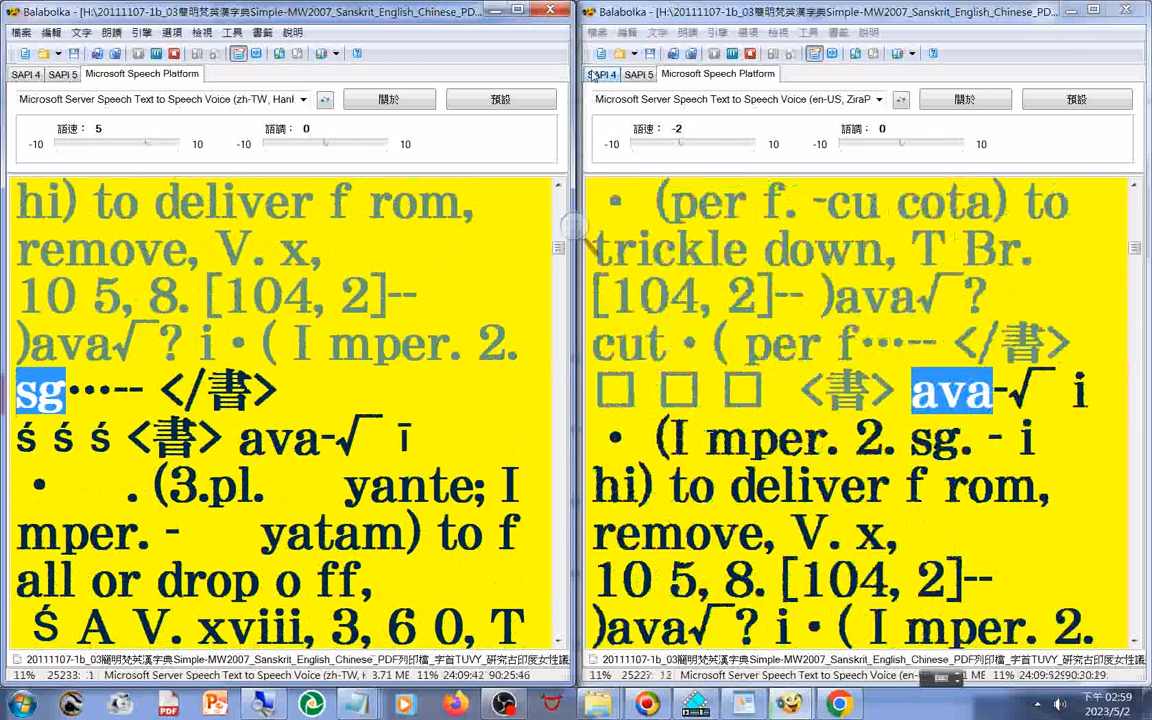 Balabolka - [H:\20111107-1b_03簡明梵英漢字典Simple-MW2007_Sanskrit_English_Chinese_PD...
檔案 編輯 文字 朗讀 引擎 選項 檢視 工具 書籤 說明
SAPI 4 SAPI 5 Microsoft Speech Platform
Microsoft Server Speech Text to Speech Voice (zh-TW, Hanl
關於 預設
語速： 5 語調： 0
-10 10 -10 10
hi) to deliver f rom,
remove, V. x,
10 5, 8. [104, 2]--
)ava√ ? i • ( I mper. 2.
sg…-- </書>
ś ś ś <書> ava-√ ī
• . (3.pl. yante; I
mper. - yatam) to f
all or drop o ff,
Ś A V. xviii, 3, 6 0, T
20111107-1b_03簡明梵英漢字典Simple-MW2007_Sanskrit_English_Chinese_PDF列印檔_字首TUVY_研究古印度女性議
11% 25233: .1 Microsoft Speech Platform Microsoft Server Speech Text to Speech Voice (zh-TW, H 3.71 ME 11% 24:09:42 90:25:46
Balabolka - [H:\20111107-1b_03簡明梵英漢字典Simple-MW2007_Sanskrit_English_Chinese_PD...
檔案 編輯 文字 朗讀 引擎 選項 檢視 工具 書籤 說明
SAPI 4 SAPI 5 Microsoft Speech Platform
Microsoft Server Speech Text to Speech Voice (en-US, ZiraP
關於 預設
語速： -2 語調： 0
-10 10 -10 10
• (per f. -cu cota) to
trickle down, T Br.
[104, 2]-- )ava√ ?
cut • ( per f…-- </書>
□ □ □ <書> ava-√ i
• (I mper. 2. sg. - i
hi) to deliver f rom,
remove, V. x,
10 5, 8. [104, 2]--
)ava√ ? i • ( I mper. 2.
20111107-1b_03簡明梵英漢字典Simple-MW2007_Sanskrit_English_Chinese_PDF列印檔_字首TUVY_研究古印度女性議
11% 25227: Microsoft Speech Platform Microsoft Server Speech Text to Speech Voice (en-U 11% 24:09:52 90:30:29
下午 02:59
2023/5/2